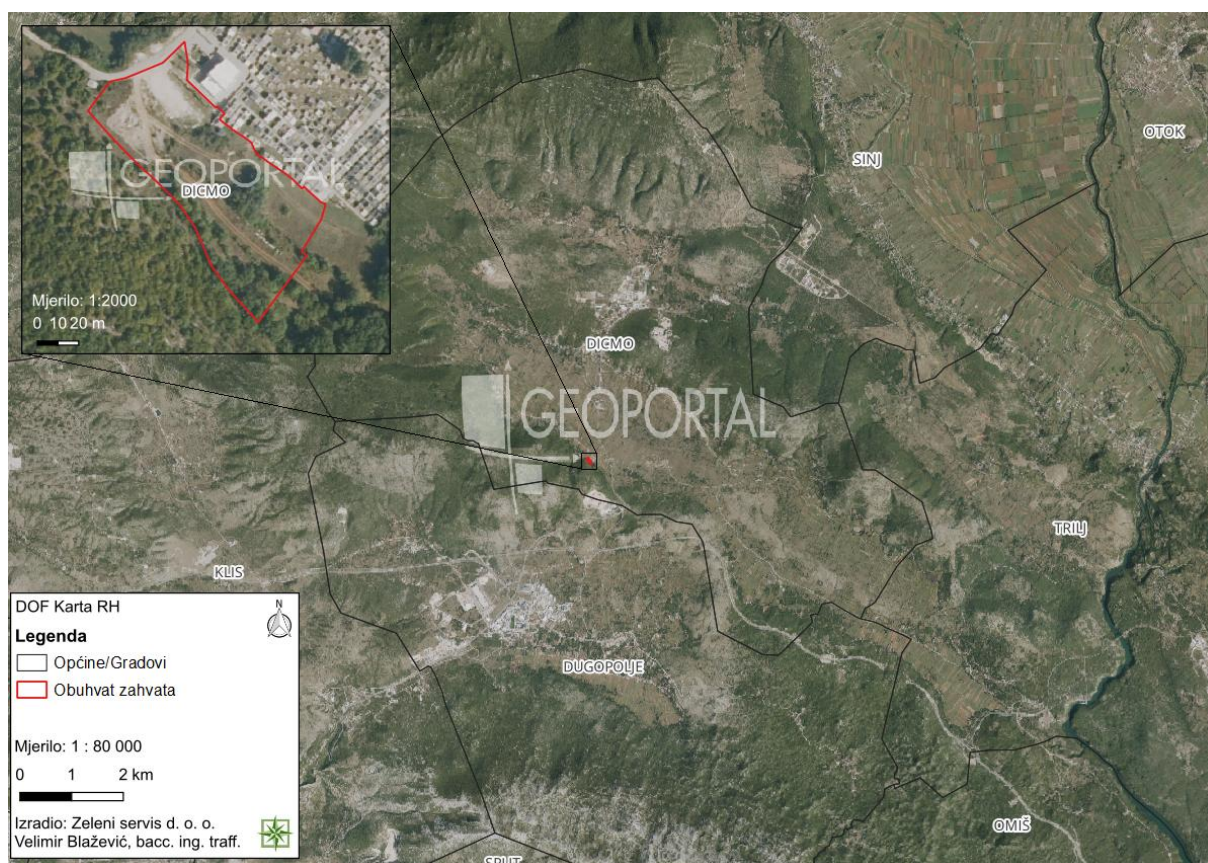 GEOPORTAL
DICMO
Mjerilo: 1:2000
0 10 20 m
OTOK
SINJ
DICMO
GEOPORTAL
TRILJ
KLIS
DUGOPOLJE
OMIŠ
SPLIT
DOF Karta RH
N
Legenda
Općine/Gradovi
Obuhvat zahvata
Mjerilo: 1 : 80 000
0 1 2 km
Izradio: Zeleni servis d. o. o.
Velimir Blažević, bacc. ing. traff.